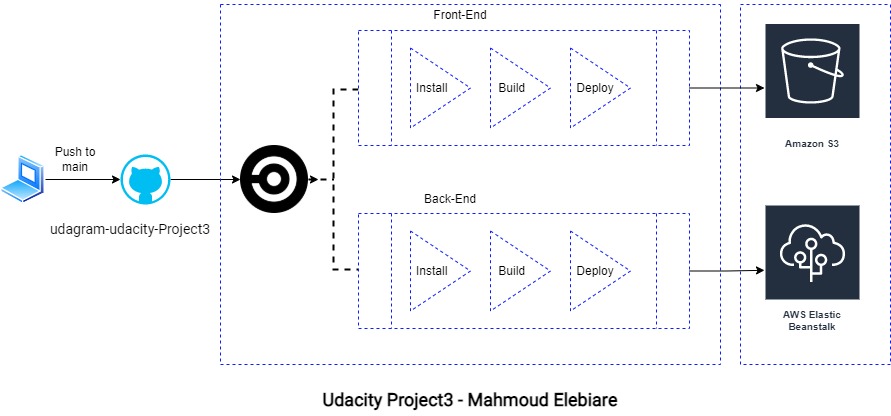 Front-End
Install
Build
Deploy
Amazon S3
Push to
main
udagram-udacity-Project3
Back-End
Install
Build
Deploy
AWS Elastic
Beanstalk
Udacity Project3 - Mahmoud Elebiare